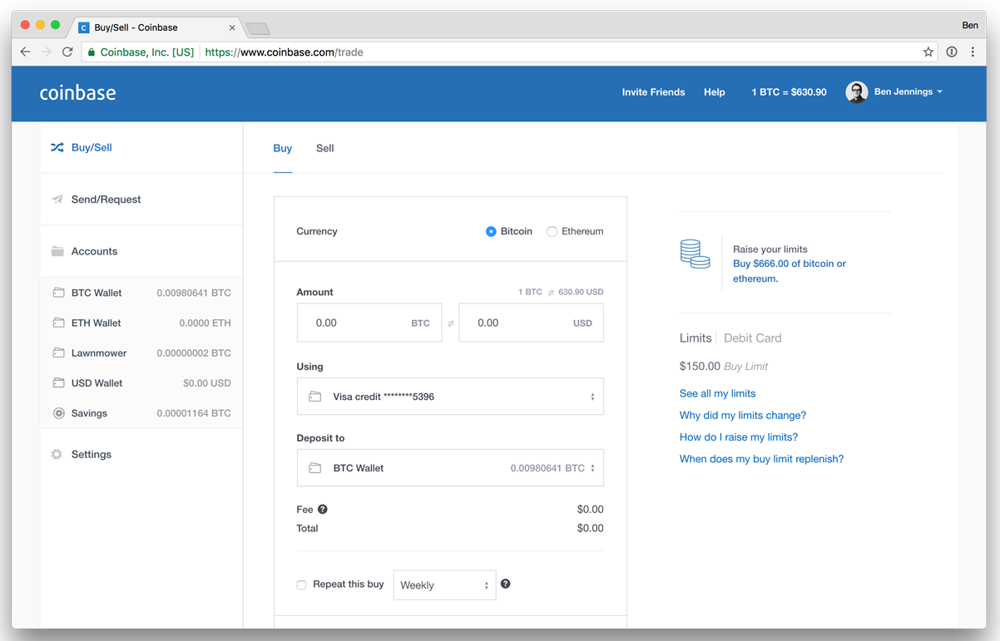 Buy/Sell - Coinbase
Ben
Coinbase, Inc. [US] https://www.coinbase.com/trade
coinbase
Invite Friends Help 1 BTC = $630.90 Ben Jennings
Buy/Sell
Send/Request
Accounts
BTC Wallet 0.00980641 BTC
ETH Wallet 0.0000 ETH
Lawnmower 0.00000002 BTC
USD Wallet $0.00 USD
Savings 0.00001164 BTC
Settings
Buy Sell
Currency Bitcoin Ethereum
Amount 1 BTC ⇌ 630.90 USD
0.00 BTC ⇌ 0.00 USD
Using
Visa credit ********5396
Deposit to
BTC Wallet 0.00980641 BTC
Fee ?
$0.00
Total $0.00
Repeat this buy Weekly ?
Raise your limits
Buy $666.00 of bitcoin or
ethereum.
Limits Debit Card
$150.00 Buy Limit
See all my limits
Why did my limits change?
How do I raise my limits?
When does my buy limit replenish?